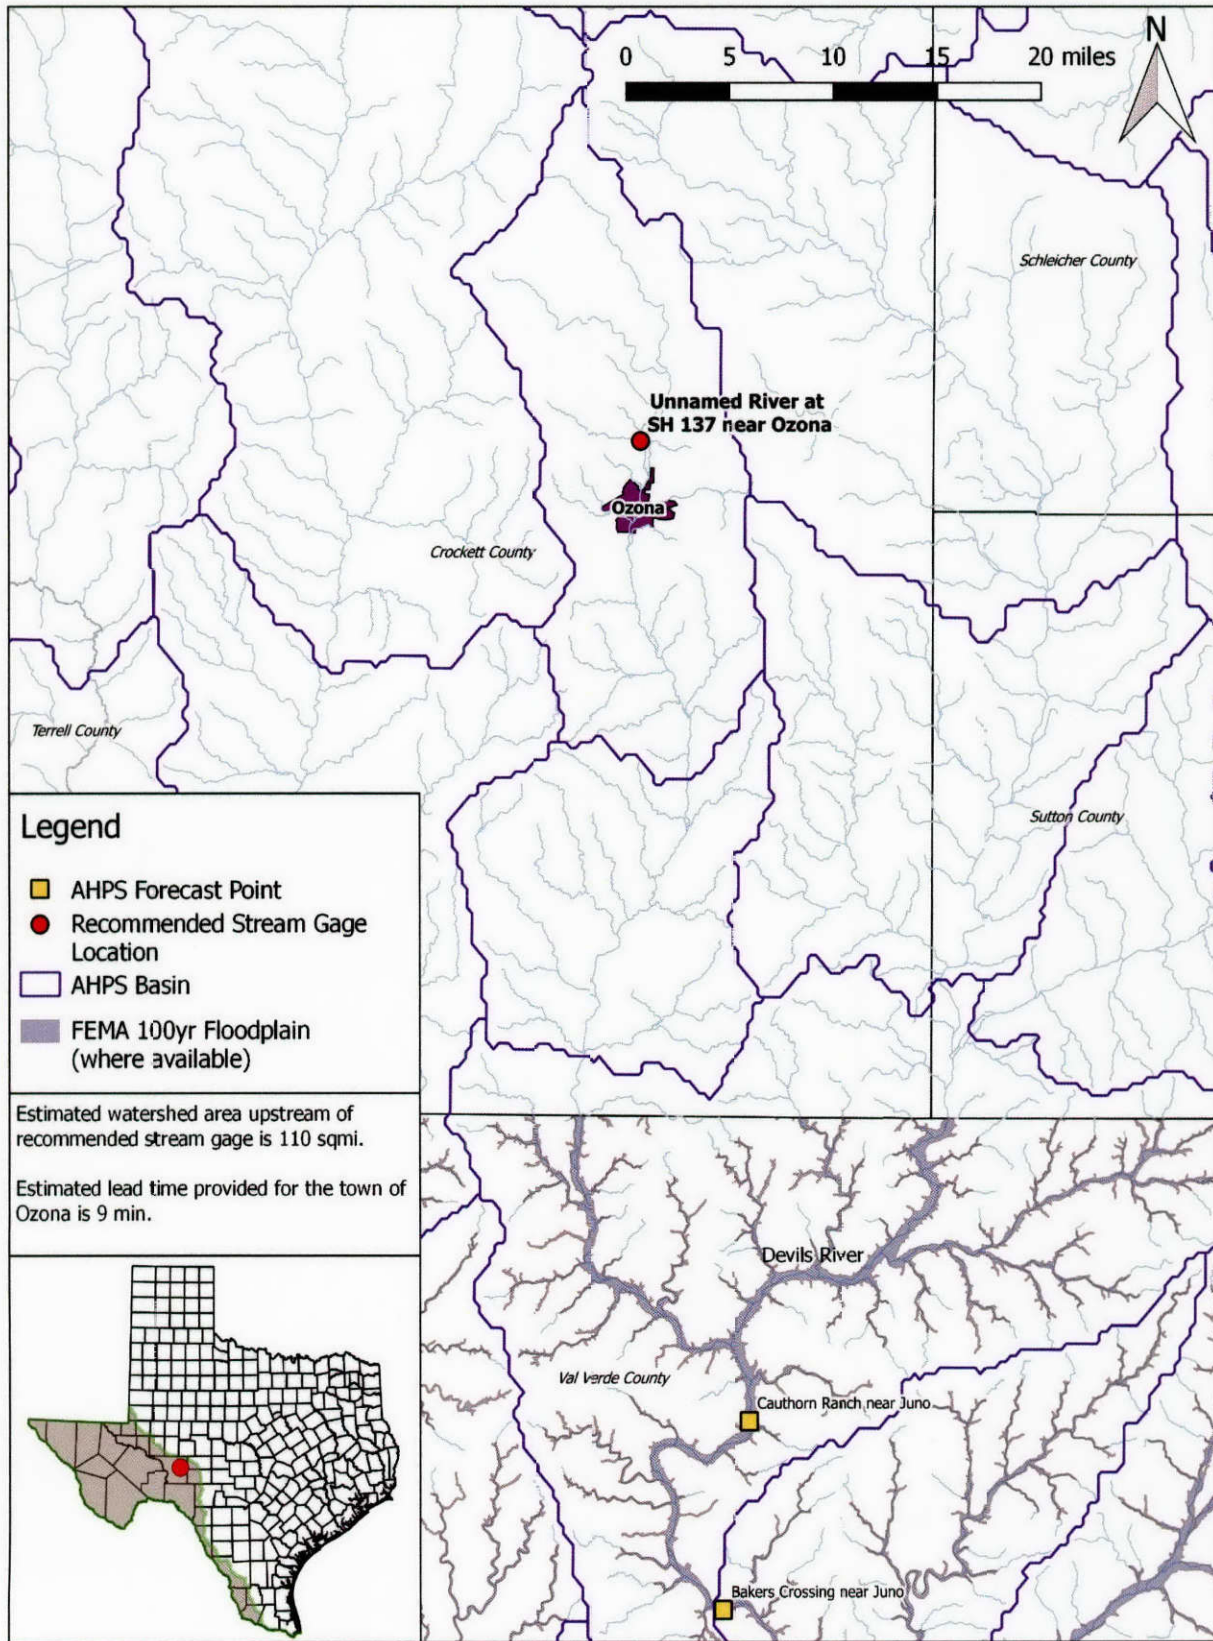 N
0 5 10 15 20 miles
Schleicher County
Unnamed River at
SH 137 near Ozona
Ozona
Crockett County
Terrell County
Sutton County
Legend
AHPS Forecast Point
Recommended Stream Gage
Location
AHPS Basin
FEMA 100yr Floodplain
(where available)
Estimated watershed area upstream of
recommended stream gage is 110 sqmi.
Estimated lead time provided for the town of
Ozona is 9 min.
Devils River
Val Verde County
Cauthorn Ranch near Juno
Bakers Crossing near Juno